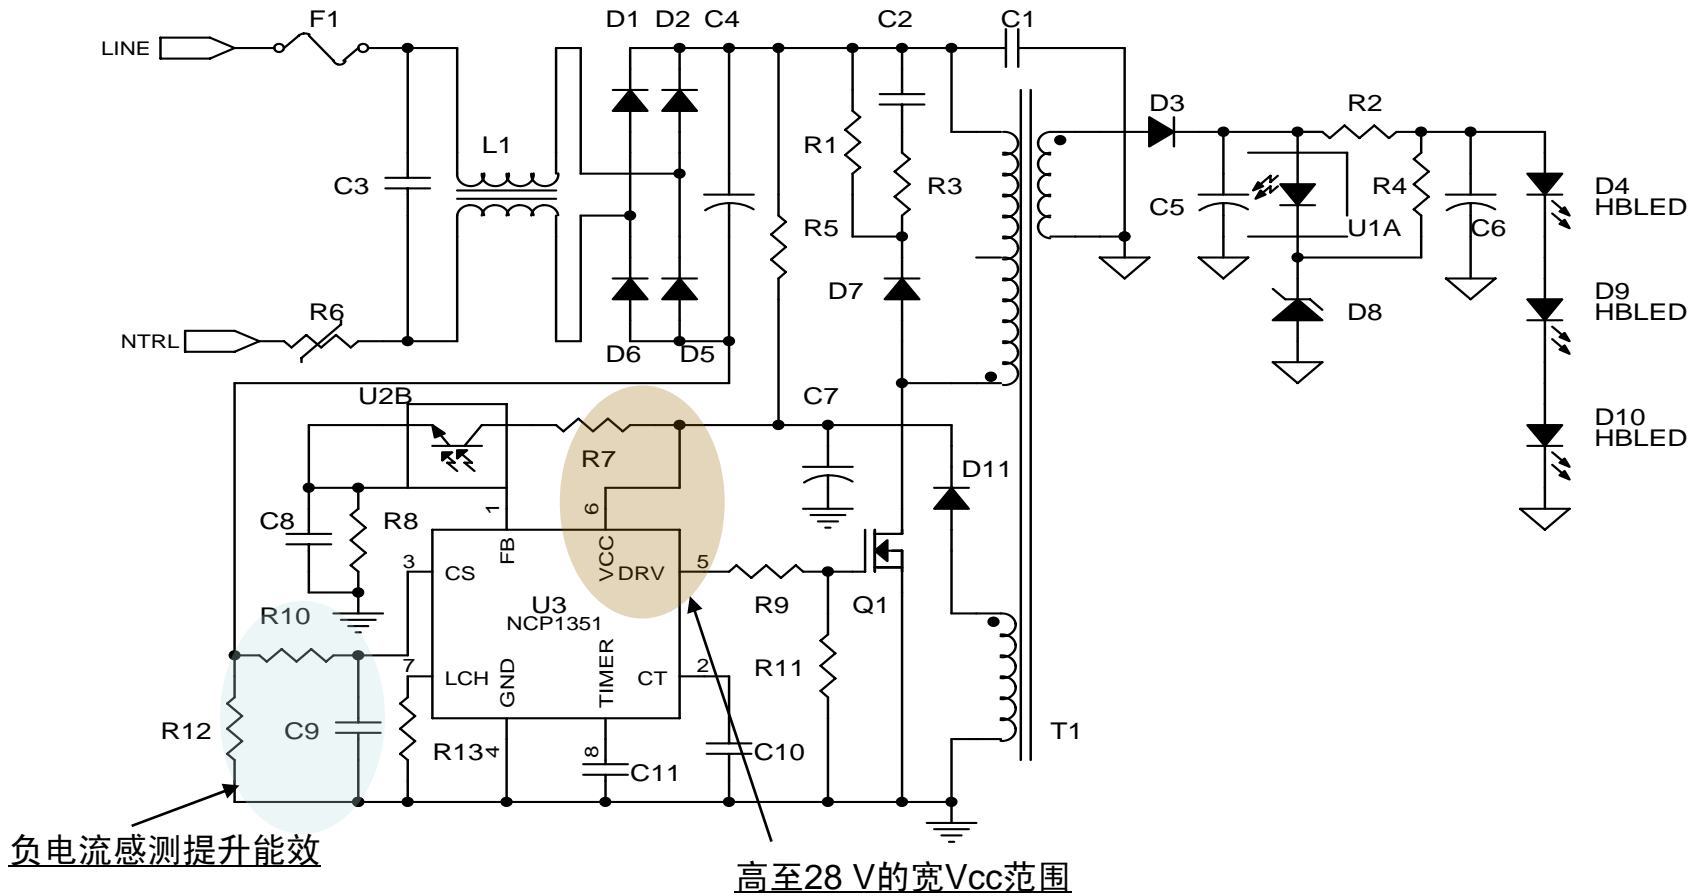 F1 D1 D2 C4 C2 C1
LINE
D3 R2
L1 R1
C3 R3 R4 D4
HBLED
C5 U1A C6
R5
D7 D9
HBLED
R6 D8
NTRL
D6 D5
U2B C7
D10
HBLED
R7 D11
C8 R8 1 6
3 CS FB VCC DRV 5
R10 U3 R9 Q1
NCP1351
7 LCH GND TIMER CT 2 R11
R12 C9 R13 4 8 C10 T1
C11
负电流感测提升能效
高至28 V的宽Vcc范围